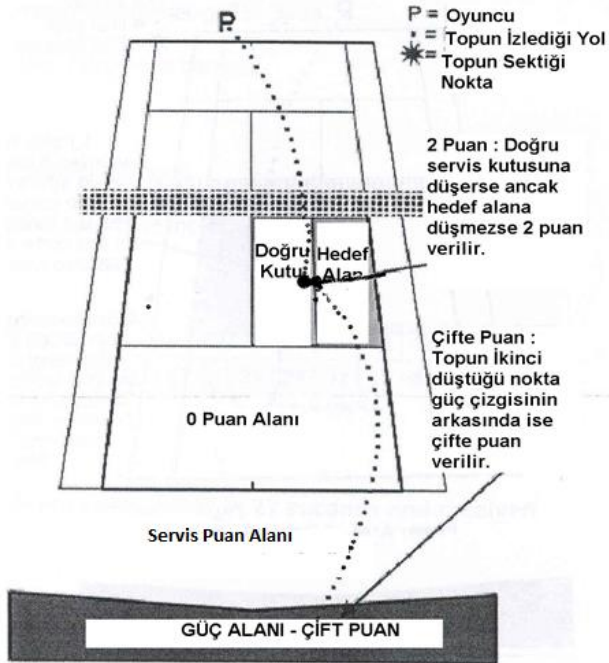 P
P = Oyuncu
= Topun İzlediği Yol
= Topun Sektiği
Nokta
2 Puan : Doğru
servis kutusuna
düşerse ancak
hedef alana
düşmezse 2 puan
verilir.
Doğru
Kutu
Hedef
Alan
Çifte Puan :
Topun İkinci
düştüğü nokta
güç çizgisinin
arkasında ise
çifte puan
verilir.
0 Puan Alanı
Servis Puan Alanı
GÜÇ ALANI - ÇİFT PUAN